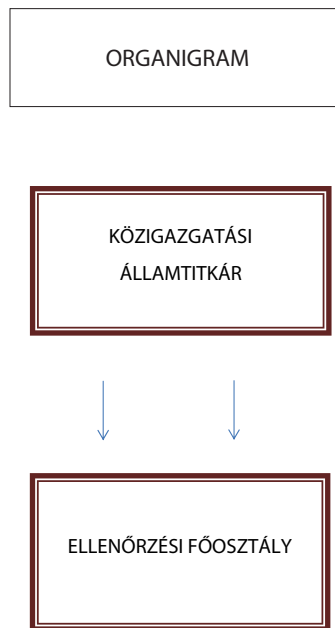 ORGANIGRAM
KÖZIGAZGATÁSI
ÁLLAMTITKÁR
ELLENŐRZÉSI FŐOSZTÁLY